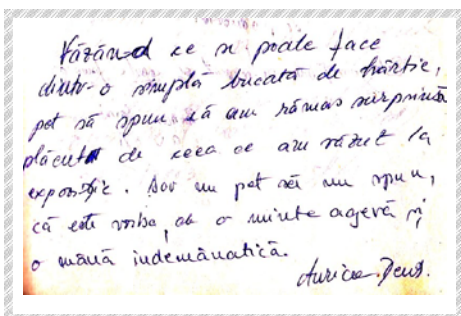 Văzând ce se poate face
dintr-o simplă bucată de hârtie,
pot să spun că am rămas surprinsă
plăcut de ceea ce am văzut la
expoziție. Dar nu pot să nu spun,
că este vorba de o minte ageră și
o mână indemânatică.
Aurica